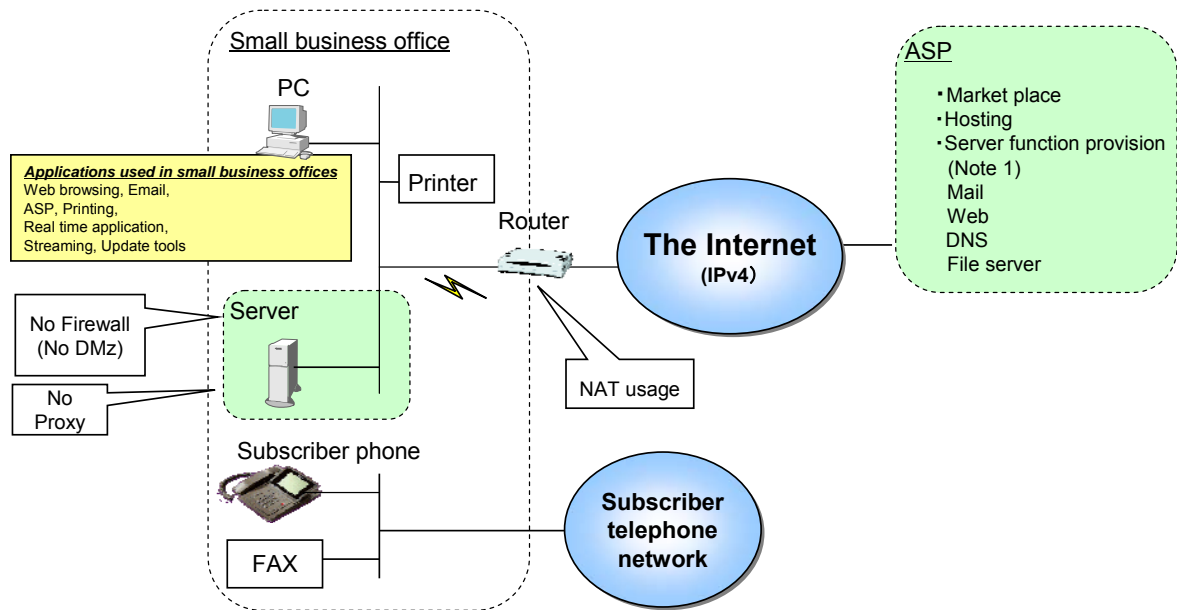 Small business office
PC
Applications used in small business offices
Web browsing, Email,
ASP, Printing,
Real time application,
Streaming, Update tools
Printer
Router
The Internet
(IPv4)
ASP
・Market place
・Hosting
・Server function provision
(Note 1)
Mail
Web
DNS
File server
No Firewall
(No DMz)
Server
No
Proxy
NAT usage
Subscriber phone
FAX
Subscriber
telephone
network